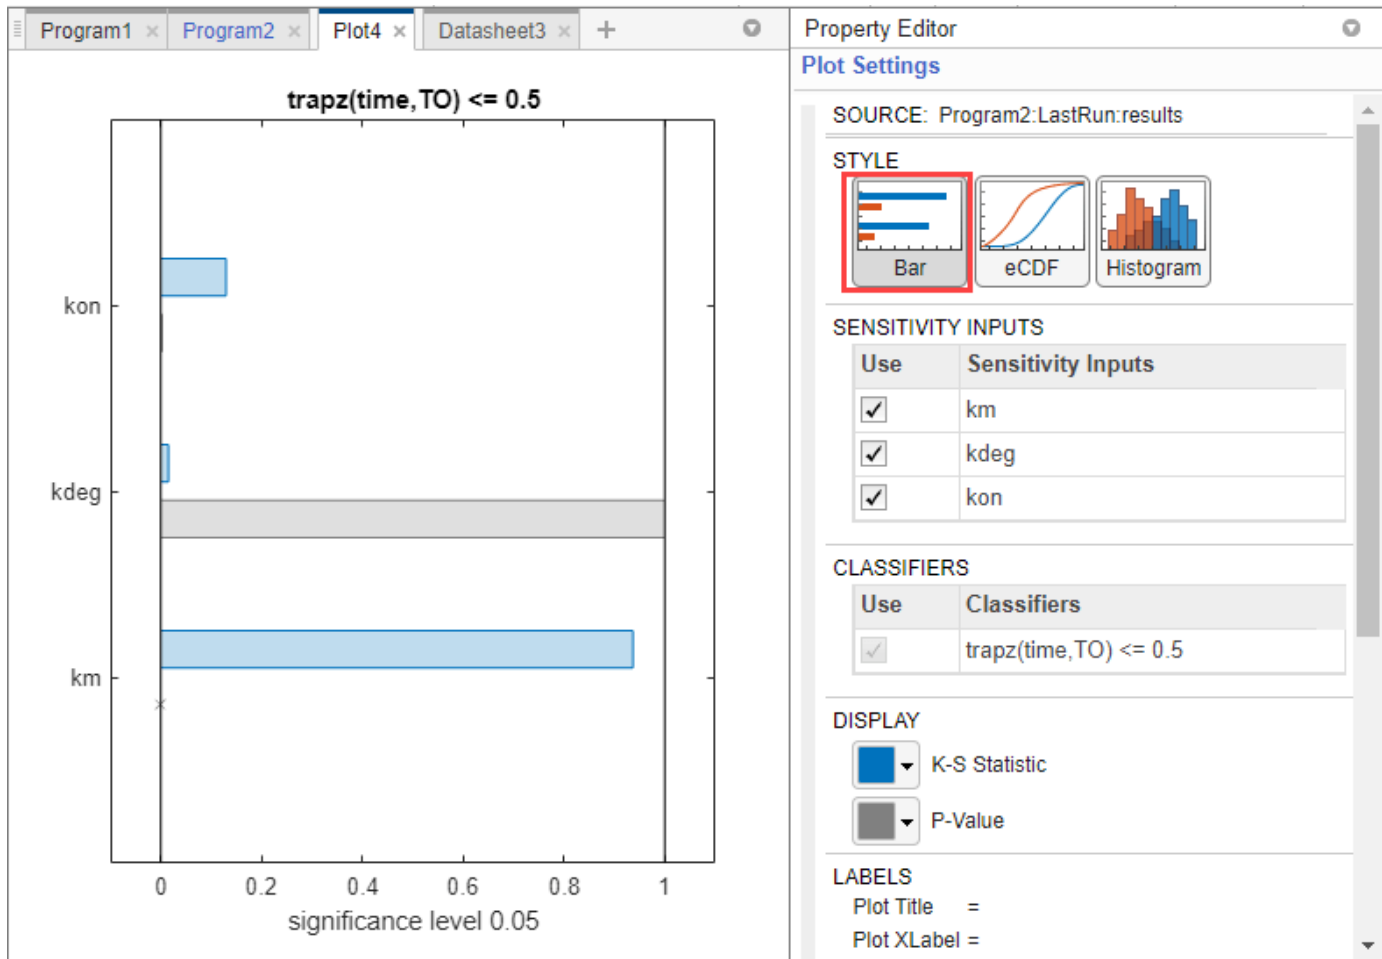 Program1 × Program2 × Plot4 × Datasheet3 × +
trapz(time,TO) <= 0.5
kon
kdeg
km
0 0.2 0.4 0.6 0.8 1
significance level 0.05
Property Editor
Plot Settings
SOURCE: Program2:LastRun:results
STYLE
Bar eCDF Histogram
SENSITIVITY INPUTS
Use Sensitivity Inputs
km
kdeg
kon
CLASSIFIERS
Use Classifiers
trapz(time,TO) <= 0.5
DISPLAY
K-S Statistic
P-Value
LABELS
Plot Title =
Plot XLabel =